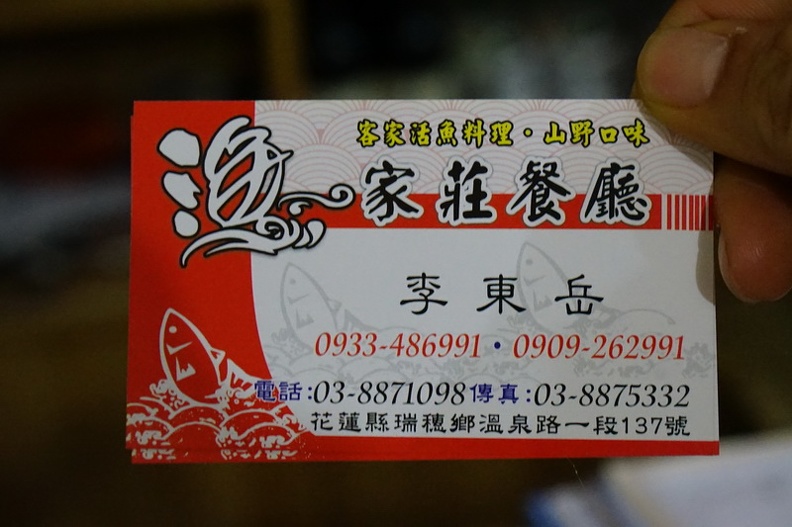 客家活魚料理・山野口味
漁家莊餐廳
李東岳
0933-486991・0909-262991
電話:03-8871098傳真:03-8875332
花蓮縣瑞穗鄉溫泉路一段137號